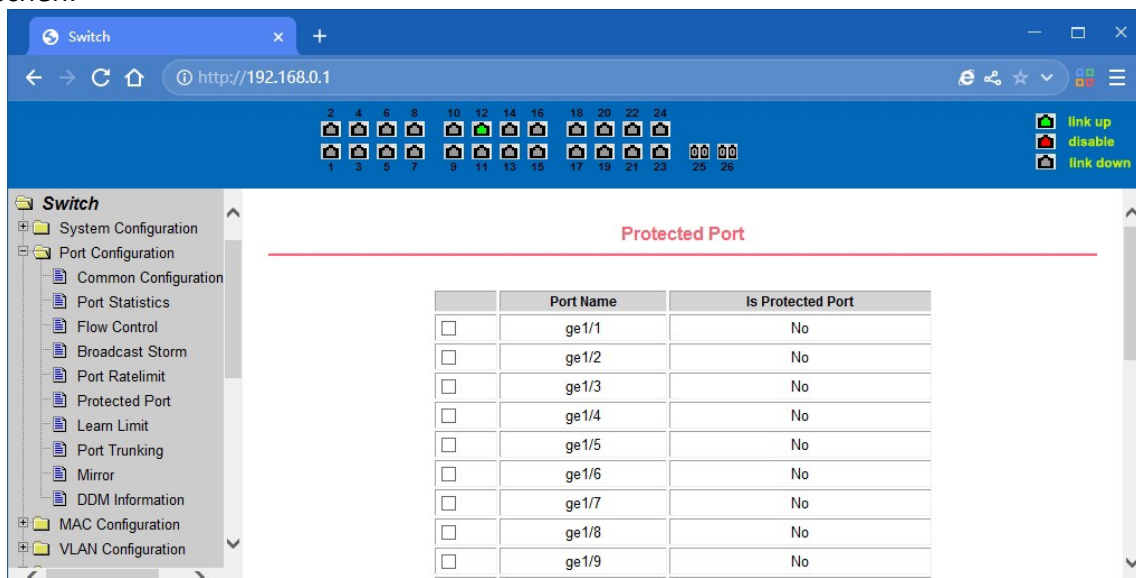 Switch
http://192.168.0.1
2 4 6 8 10 12 14 16 18 20 22 24
1 3 5 7 9 11 13 15 17 19 21 23 25 26
link up
disable
link down
Switch
System Configuration
Port Configuration
Common Configuration
Port Statistics
Flow Control
Broadcast Storm
Port Ratelimit
Protected Port
Learn Limit
Port Trunking
Mirror
DDM Information
MAC Configuration
VLAN Configuration
Protected Port
Port Name Is Protected Port
ge1/1 No
ge1/2 No
ge1/3 No
ge1/4 No
ge1/5 No
ge1/6 No
ge1/7 No
ge1/8 No
ge1/9 No